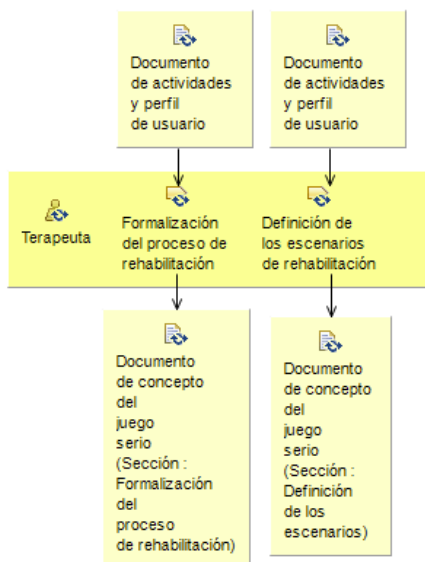 Documento
de actividades
y perfil
de usuario
Documento
de actividades
y perfil
de usuario
Terapeuta
Formalización
del proceso de
rehabilitación
Definición de
los escenarios
de rehabilitación
Documento
de concepto
del
juego
serio
(Sección :
Formalización
del
proceso
de rehabilitación)
Documento
de concepto
del
juego
serio
(Sección :
Definición
de los
escenarios)